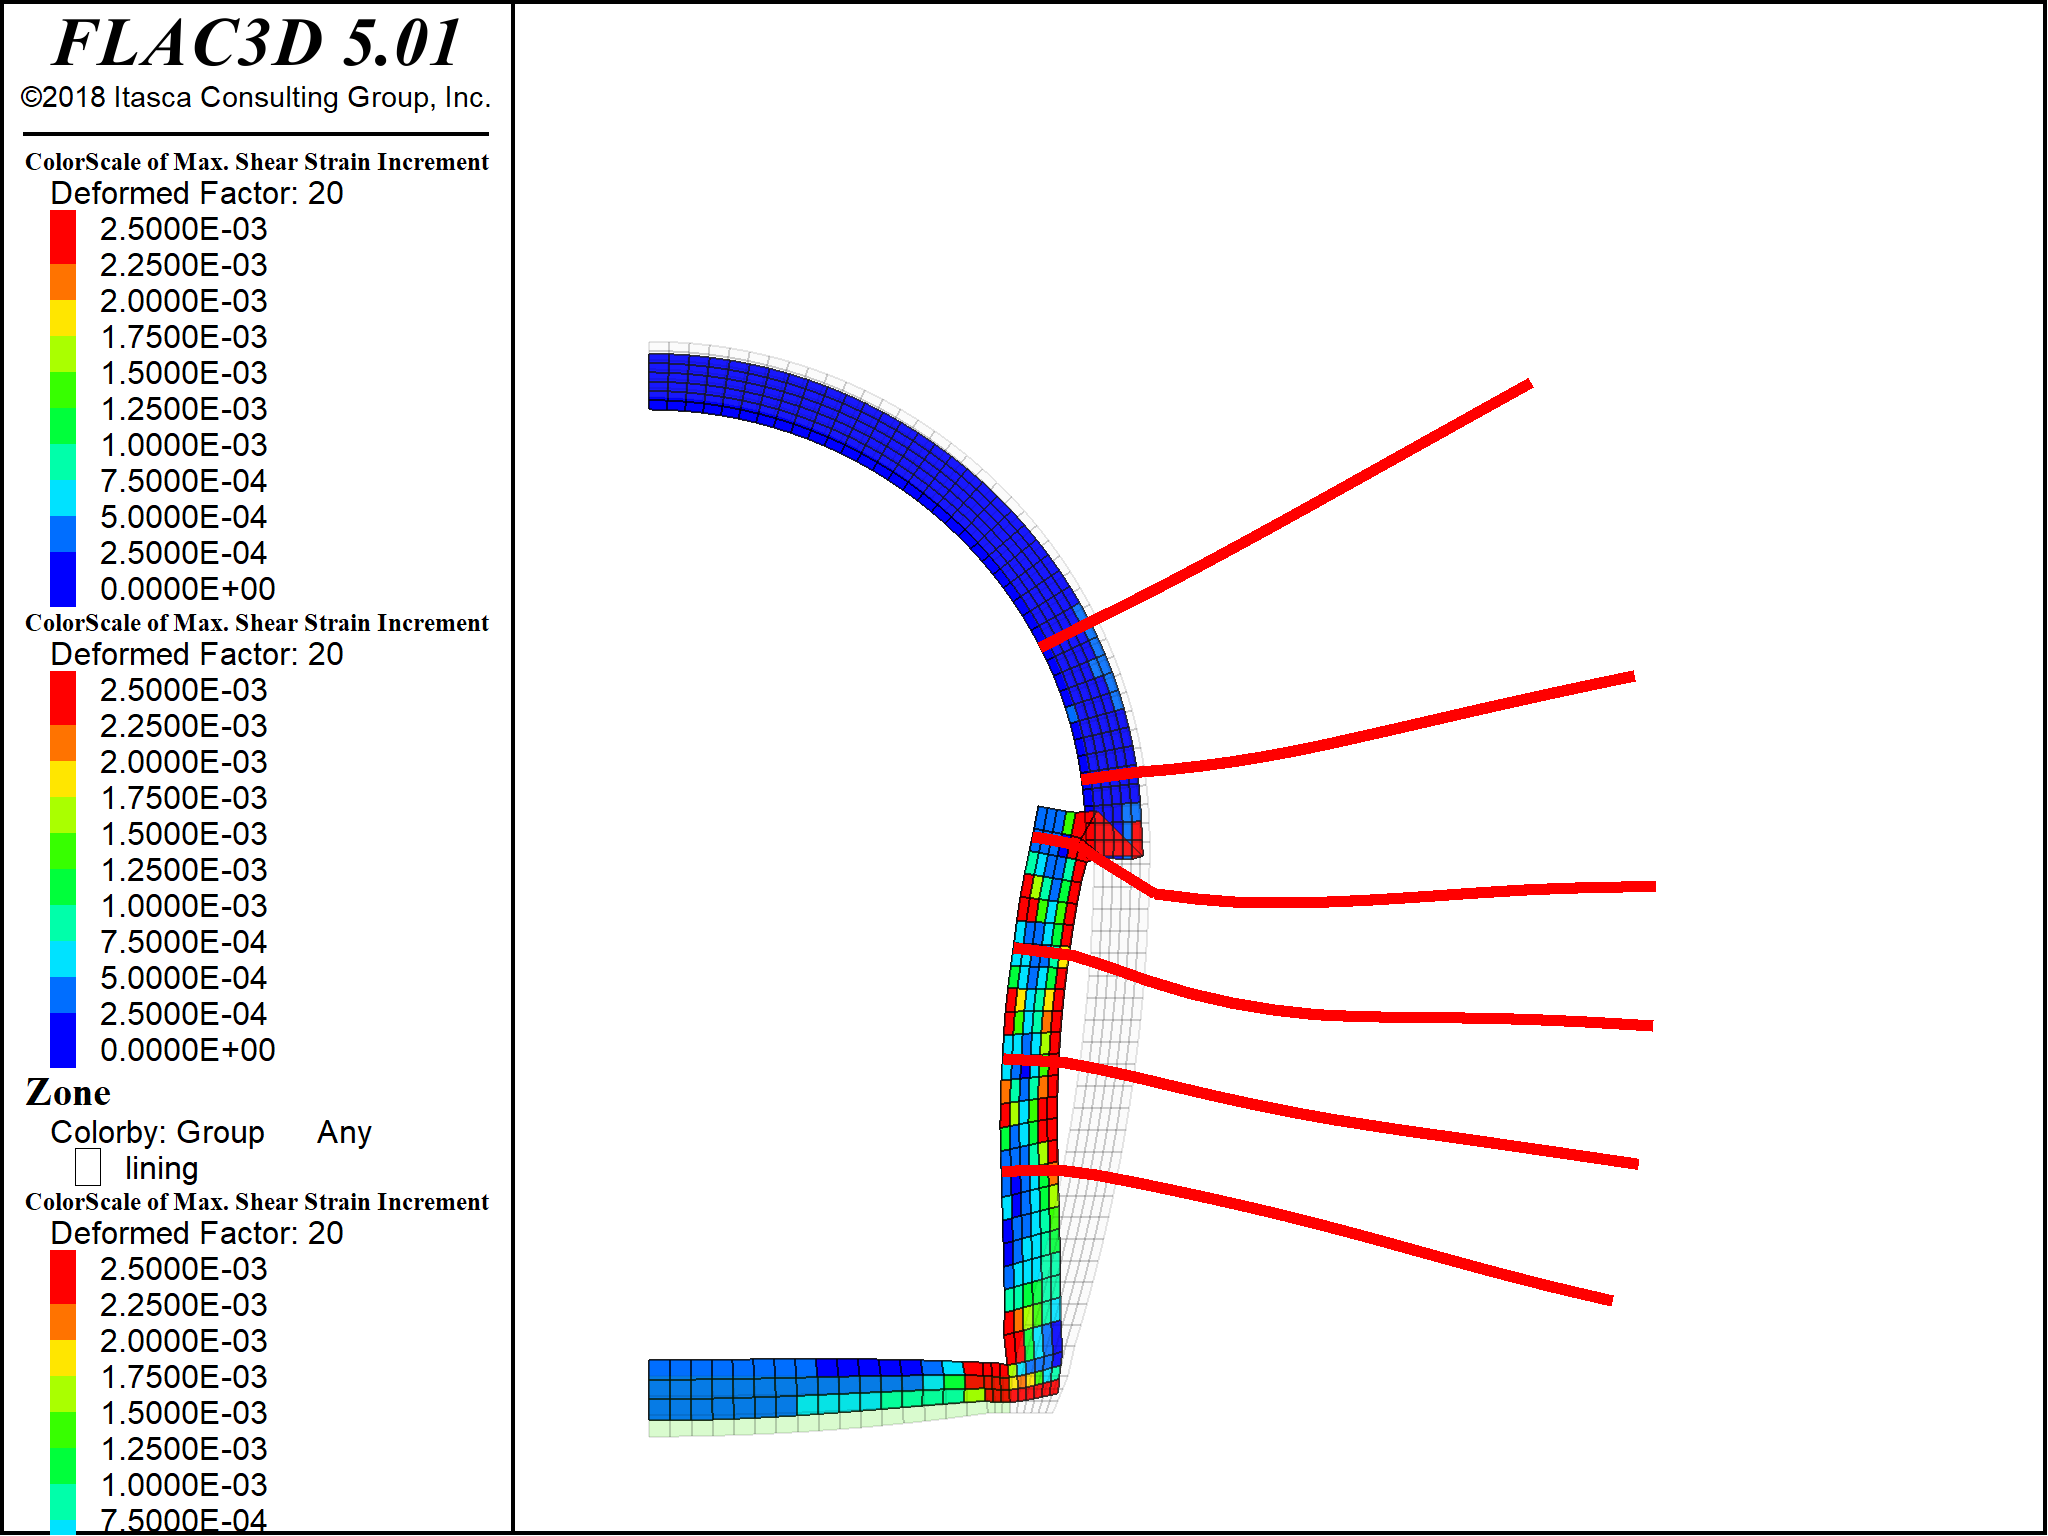 FLAC3D 5.01
©2018 Itasca Consulting Group, Inc.
ColorScale of Max. Shear Strain Increment
Deformed Factor: 20
2.5000E-03
2.2500E-03
2.0000E-03
1.7500E-03
1.5000E-03
1.2500E-03
1.0000E-03
7.5000E-04
5.0000E-04
2.5000E-04
0.0000E+00
ColorScale of Max. Shear Strain Increment
Deformed Factor: 20
2.5000E-03
2.2500E-03
2.0000E-03
1.7500E-03
1.5000E-03
1.2500E-03
1.0000E-03
7.5000E-04
5.0000E-04
2.5000E-04
0.0000E+00
Zone
Colorby: Group Any
lining
ColorScale of Max. Shear Strain Increment
Deformed Factor: 20
2.5000E-03
2.2500E-03
2.0000E-03
1.7500E-03
1.5000E-03
1.2500E-03
1.0000E-03
7.5000E-04